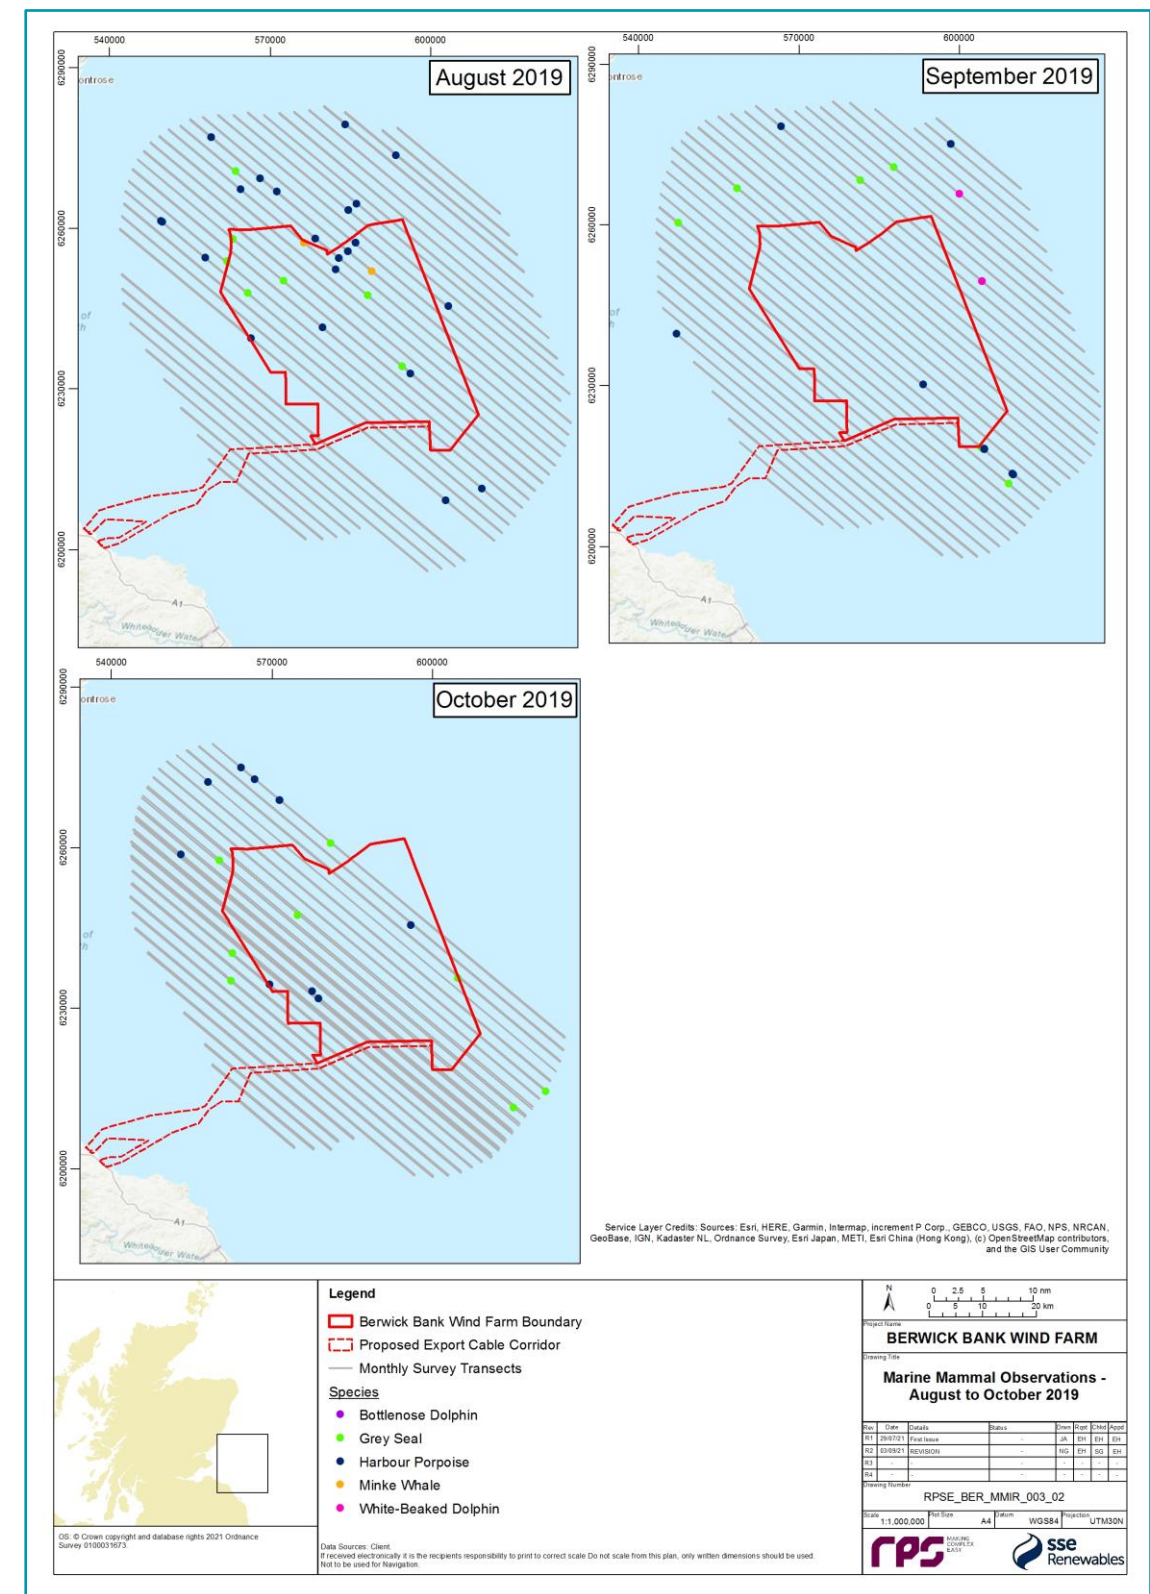 540000 570000 600000
540000 570000 600000
6290000
6260000
6230000
6200000
ontrose
August 2019
of
h
A1
Whiteadder Water
6290000
6260000
6230000
6200000
ontrose
September 2019
A1
Whiteadder Water
540000 570000 600000
6290000
6260000
6230000
6200000
ontrose
October 2019
of
h
A1
Whiteadder Water
Service Layer Credits: Sources: Esri, HERE, Garmin, Intermap, increment P Corp., GEBCO, USGS, FAO, NPS, NRCAN,
GeoBase, IGN, Kadaster NL, Ordnance Survey, Esri Japan, METI, Esri China (Hong Kong), (c) OpenStreetMap contributors,
and the GIS User Community
OS: © Crown copyright and database rights 2021 Ordnance
Survey 0100031673.
Legend
Berwick Bank Wind Farm Boundary
Proposed Export Cable Corridor
Monthly Survey Transects
Species
Bottlenose Dolphin
Grey Seal
Harbour Porpoise
Minke Whale
White-Beaked Dolphin
Data Sources: Client.
If received electronically it is the recipients responsibility to print to correct scale Do not scale from this plan, only written dimensions should be used.
Not to be used for Navigation.
N
0 2.5 5 10 nm
0 5 10 20 km
Project Name
BERWICK BANK WIND FARM
Drawing Title
Marine Mammal Observations -
August to October 2019
Rev Date Details Status Drwn Rqst Chkd Appd
R1 29/07/21 First Issue - JA EH EH EH
R2 03/09/21 REVISION - NG EH SG EH
R3 - - - - - - -
R4 - - - - - - -
Drawing Number
RPSE_BER_MMIR_003_02
Scale 1:1,000,000 Plot Size A4 Datum WGS84 Projection UTM30N
rps MAKING
COMPLEX
EASY
sse
Renewables